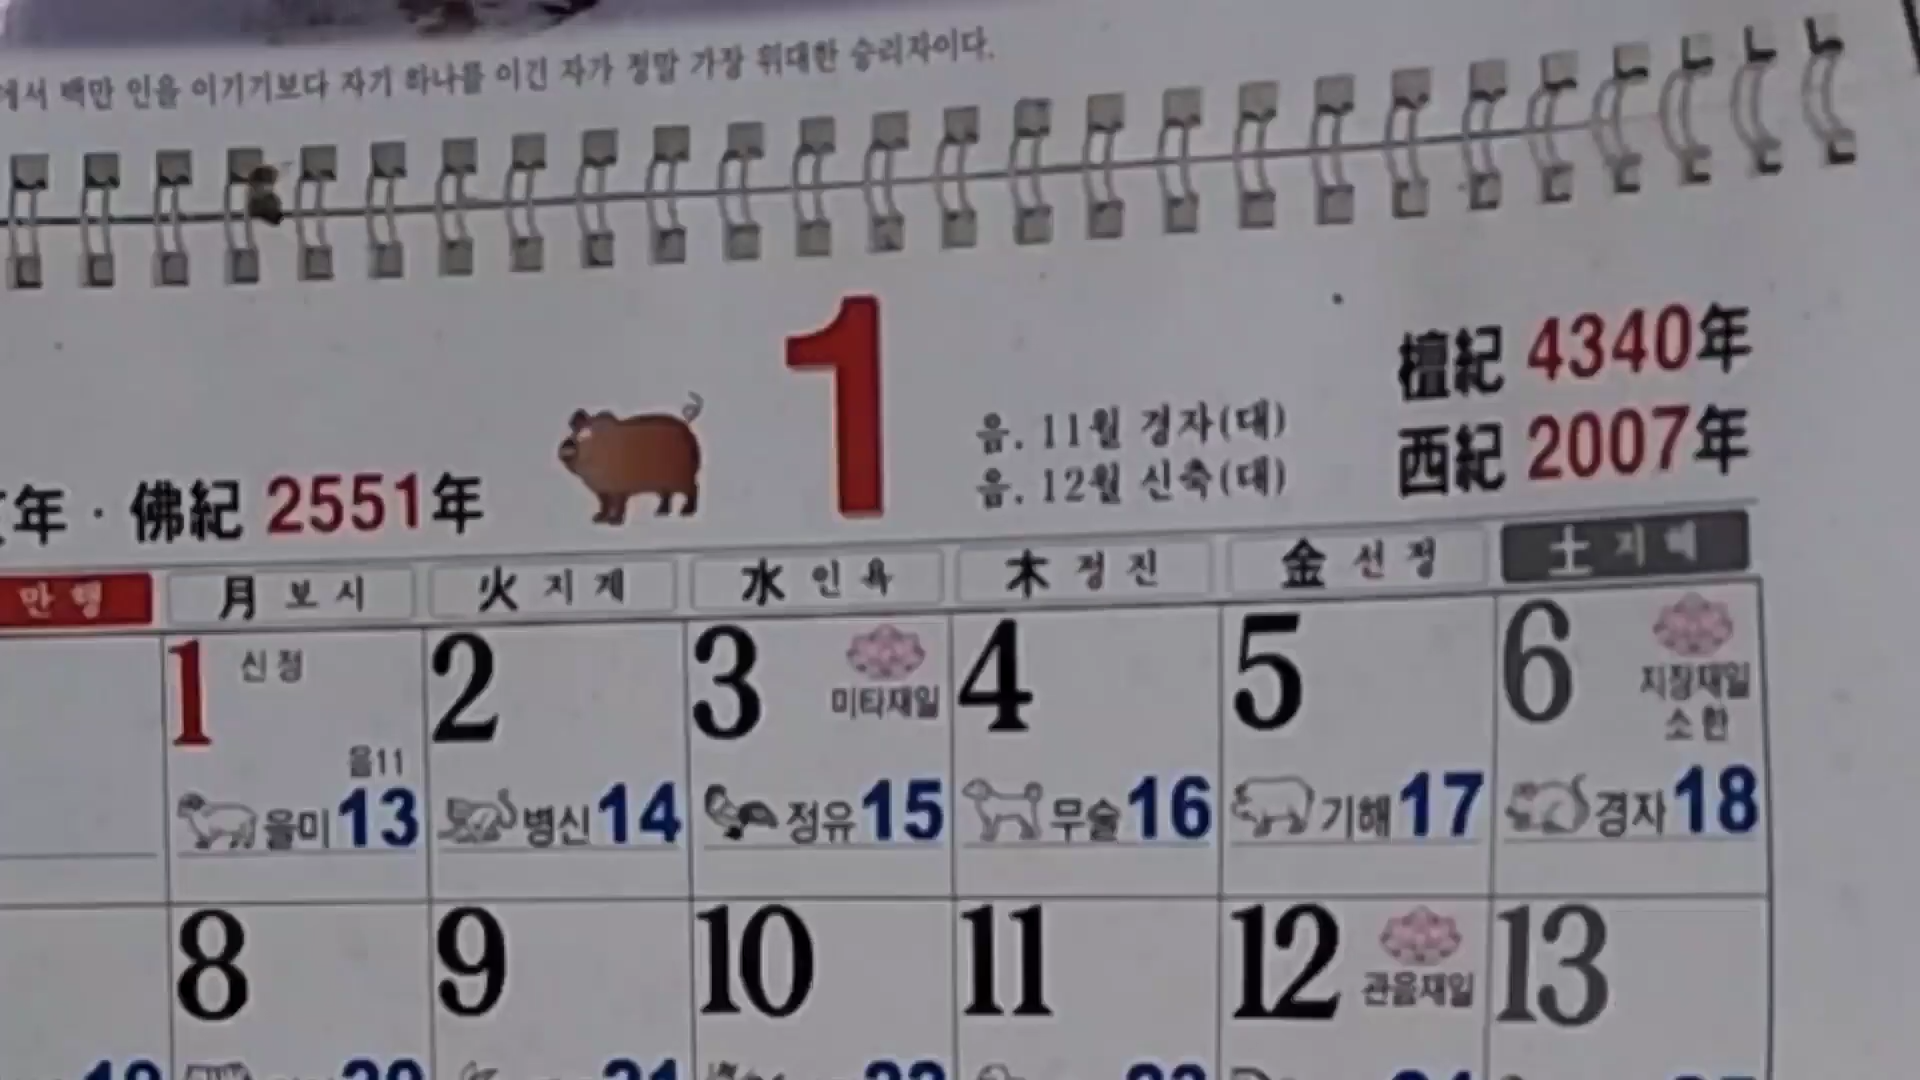 에서 백만 인을 이기기보다 자기 하나를 이긴 자가 정말 가장 위대한 승리자이다.
檀紀 4340年
1
음. 11월 경자(대)
西紀 2007年
年 · 佛紀 2551年
음. 12월 신축(대)
만행 月 보시 火 지계 水 인욕 木 정진 金 선정 土 지혜
1 신정 2 3 미타재일 4 5 6 지장재일 소한
음11
을미 13 병신 14 정유 15 무술 16 기해 17 경자 18
8 9 10 11 12 관음재일 13